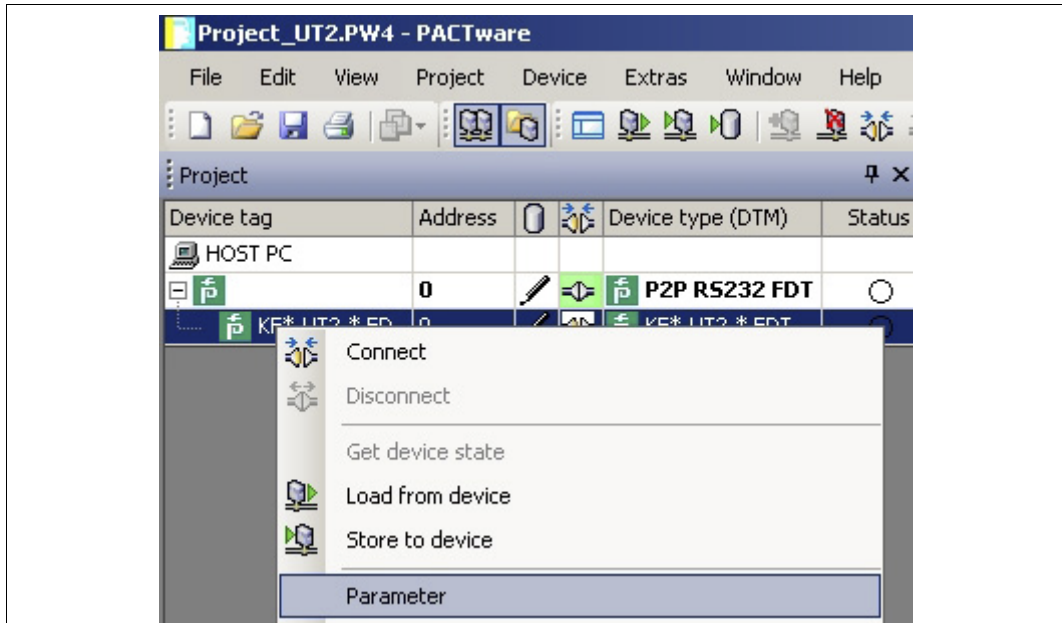 Project_UT2.PW4 - PACTware
File Edit View Project Device Extras Window Help
Project
Device tag Address Device type (DTM) Status
HOST PC
0 P2P RS232 FDT
0
Connect
Disconnect
Get device state
Load from device
Store to device
Parameter